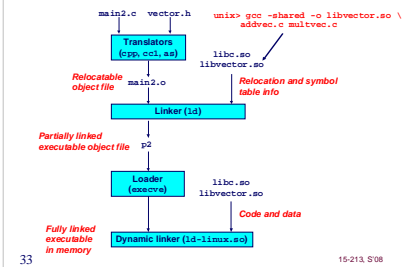 main2.c vector.h
unix> gcc -shared -o libvector.so \
addvec.c multvec.c
Translators
(cpp, cc1, as)
libc.so
libvector.so
Relocatable
object file
main2.o
Relocation and symbol
table info
Linker (ld)
Partially linked
executable object file
p2
Loader
(execve)
libc.so
libvector.so
Code and data
Fully linked
executable
in memory
Dynamic linker (ld-linux.so)
33
15-213, S'08